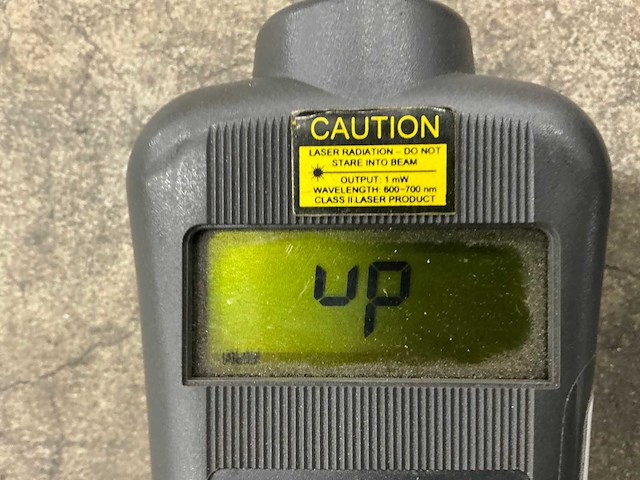 CAUTION
LASER RADIATION – DO NOT
STARE INTO BEAM
OUTPUT: 1 mW
WAVELENGTH: 600~700 nm
CLASS II LASER PRODUCT
up